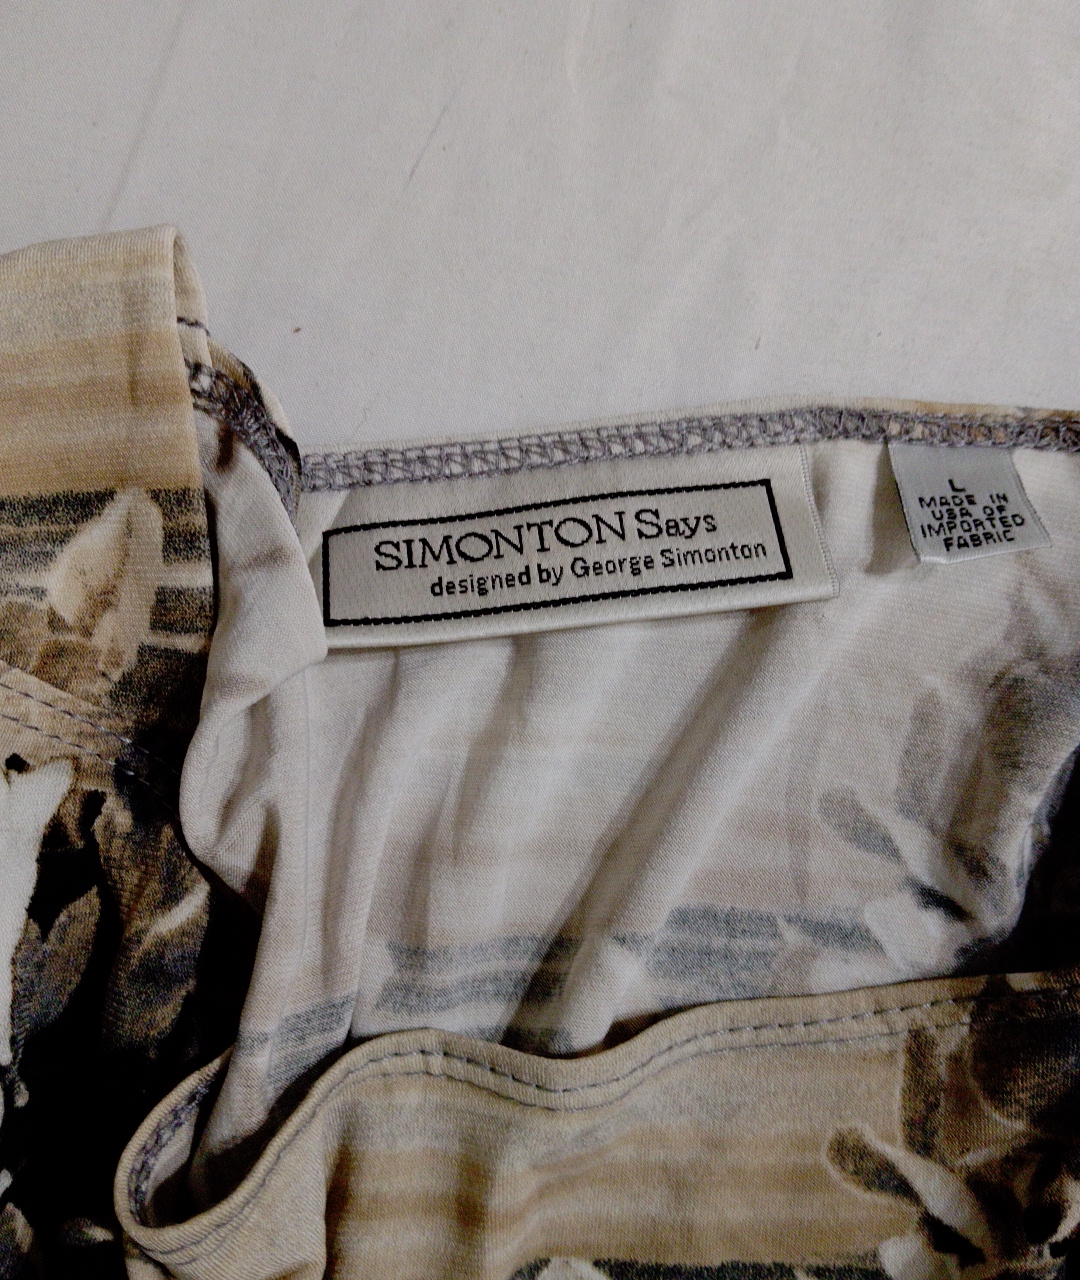 SIMONTON Says
designed by George Simonton
L
MADE IN
USA OF
IMPORTED
FABRIC